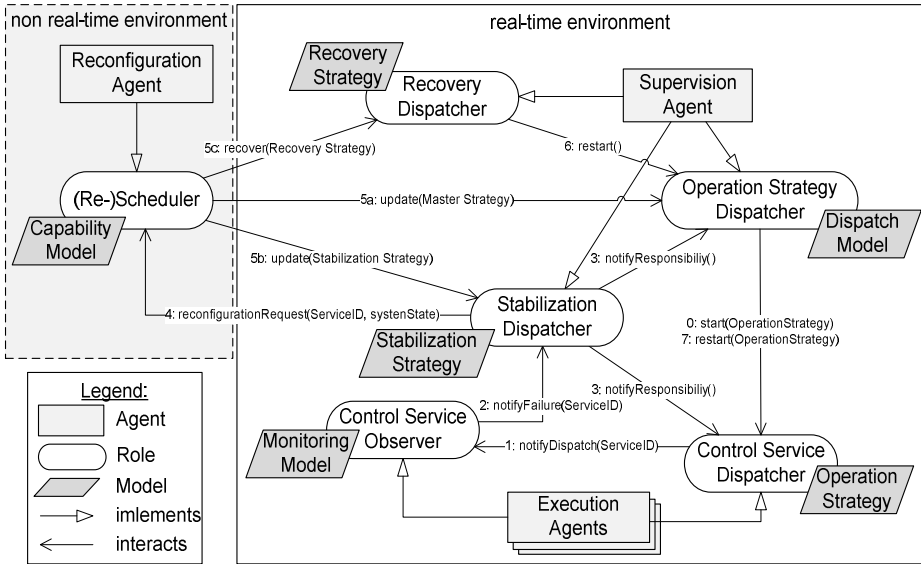 non real-time environment
Reconfiguration
Agent
(Re-)Scheduler
Capability
Model
real-time environment
Recovery
Strategy
Recovery
Dispatcher
Supervision
Agent
5c: recover(Recovery Strategy)
6: restart()
5a: update(Master Strategy)
Operation Strategy
Dispatcher
Dispatch
Model
5b: update(Stabilization Strategy)
3: notifyResponsibiliy()
4: reconfigurationRequest(ServiceID, systenState)
Stabilization
Dispatcher
Stabilization
Strategy
0: start(OperationStrategy)
7: restart(OperationStrategy)
3: notifyResponsibiliy()
2: notifyFailure(ServiceID)
Control Service
Observer
Monitoring
Model
1: notifyDispatch(ServiceID)
Control Service
Dispatcher
Operation
Strategy
Execution
Agents
Legend:
Agent
Role
Model
imlements
interacts